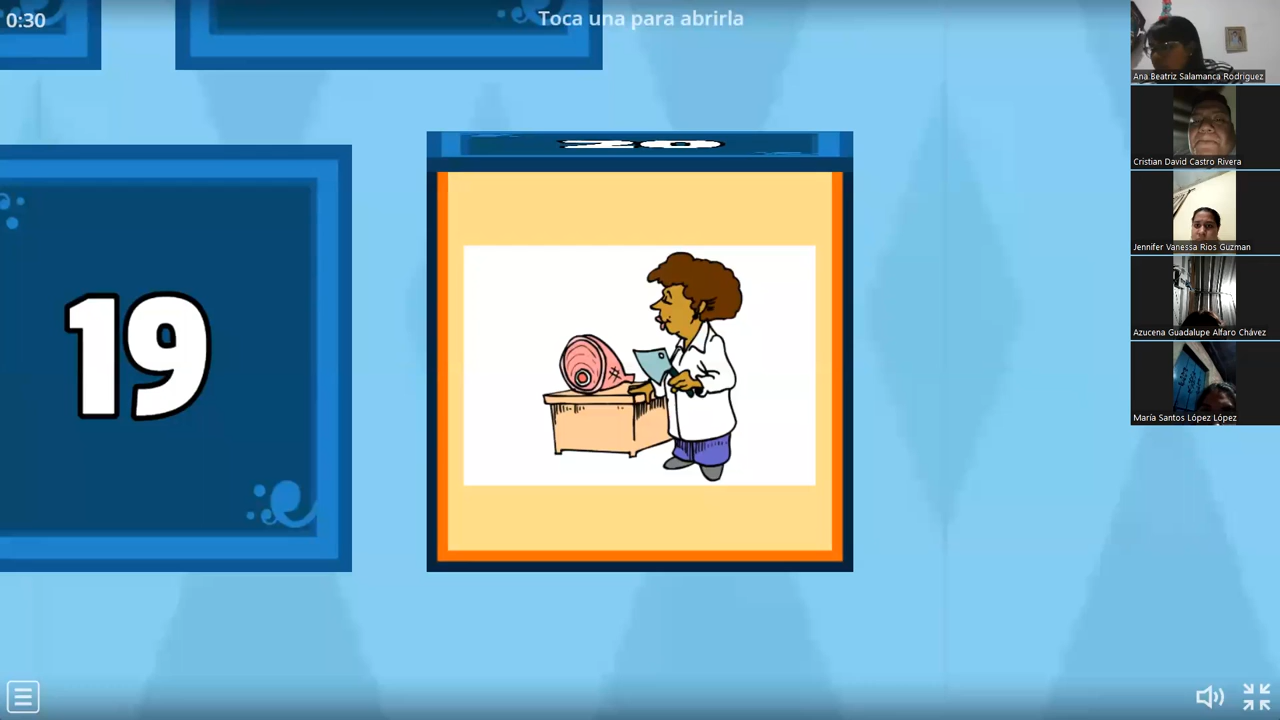 0:30
Toca una para abrirla
20
19
Ana Beatriz Salamanca Rodriguez
Cristian David Castro Rivera
Jennifer Vanessa Rios Guzman
Azucena Guadalupe Alfaro Chávez
María Santos López López